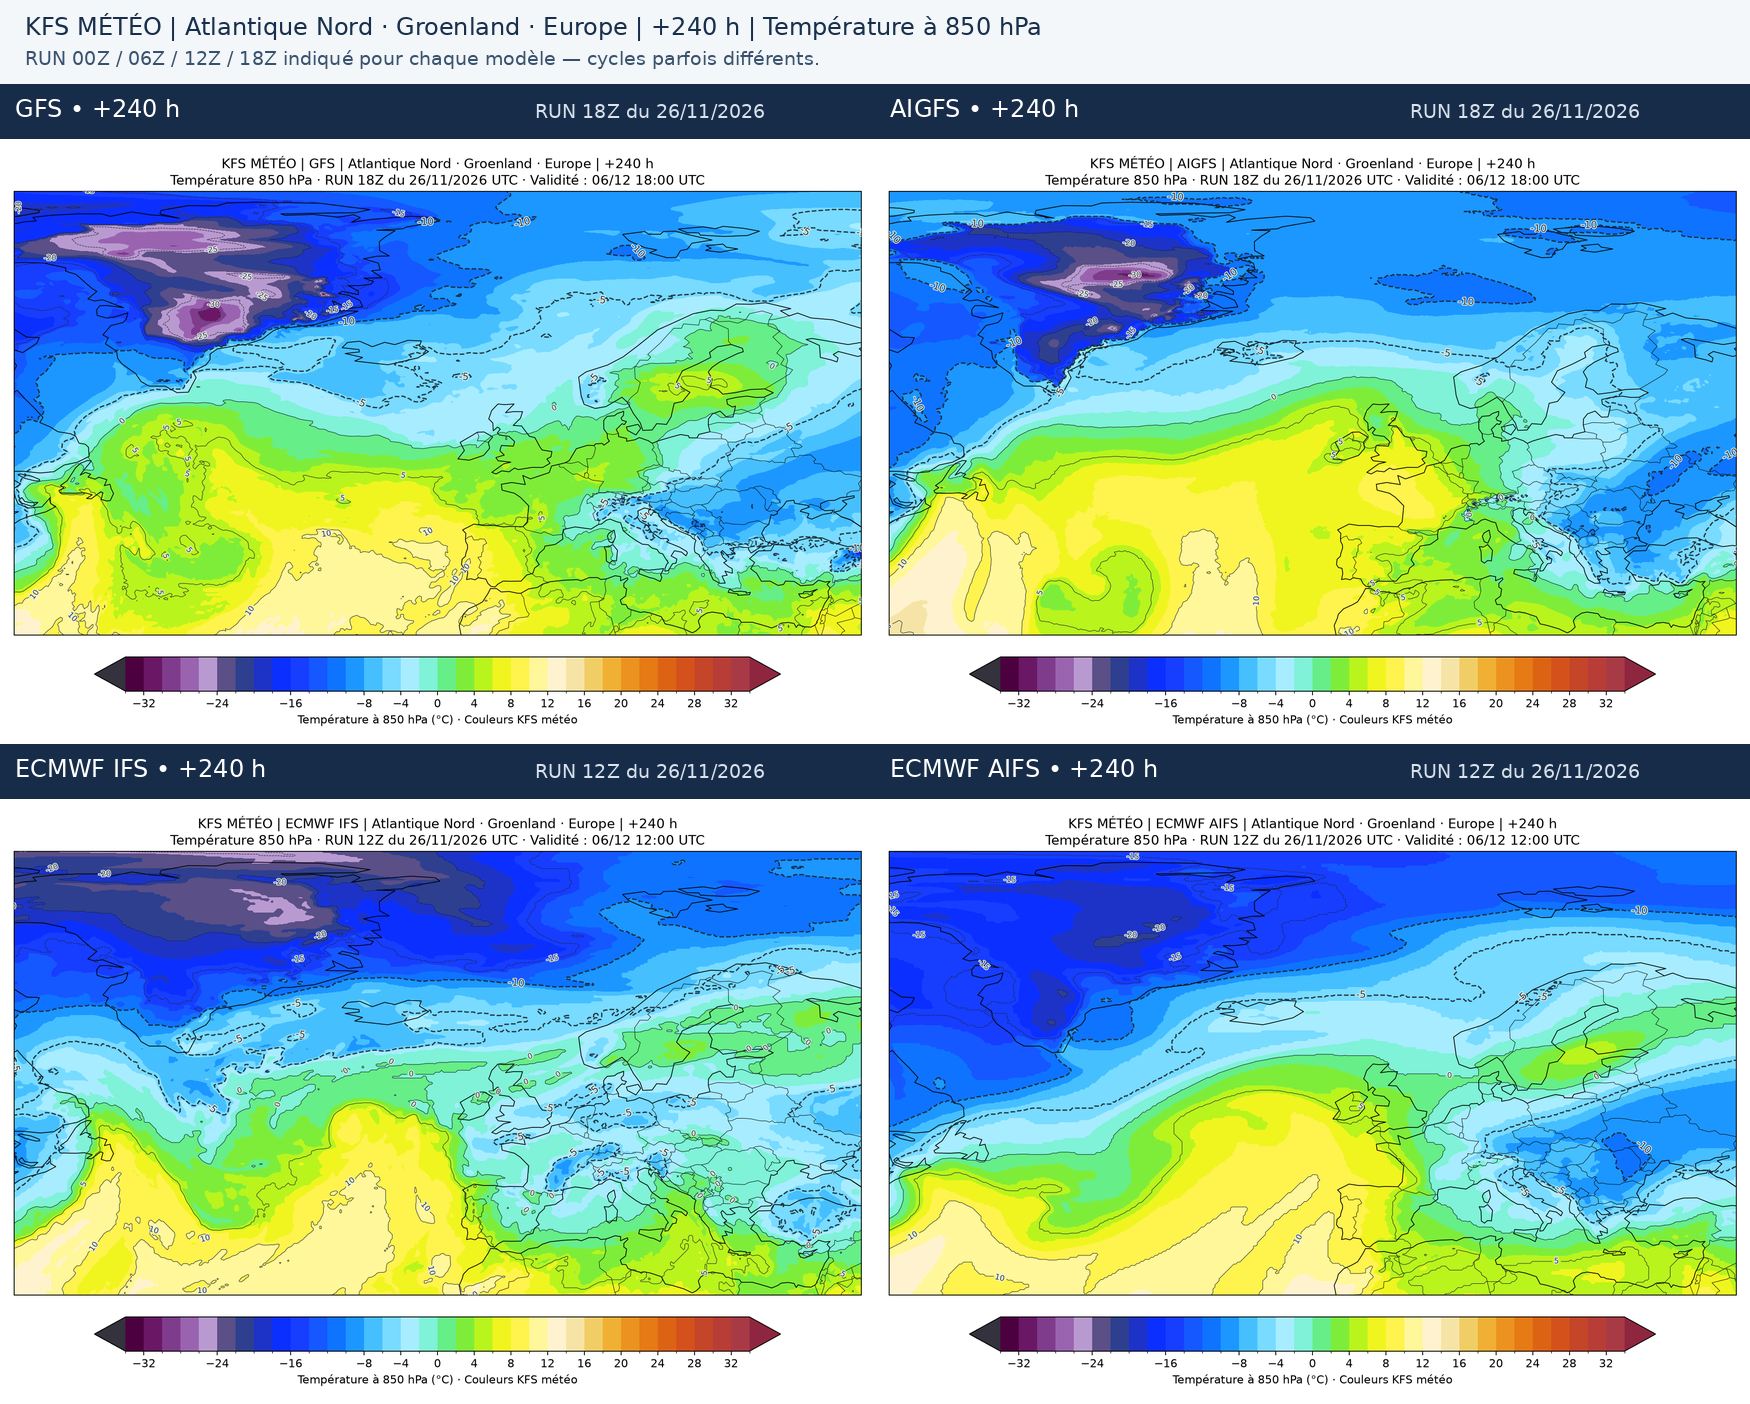 KFS MÉTÉO | Atlantique Nord · Groenland · Europe | +240 h | Température à 850 hPa
RUN 00Z / 06Z / 12Z / 18Z indiqué pour chaque modèle — cycles parfois différents.
GFS • +240 h
RUN 18Z du 26/11/2026
AIGFS • +240 h
RUN 18Z du 26/11/2026
KFS MÉTÉO | GFS | Atlantique Nord · Groenland · Europe | +240 h
Température 850 hPa · RUN 18Z du 26/11/2026 UTC · Validité : 06/12 18:00 UTC
KFS MÉTÉO | AIGFS | Atlantique Nord · Groenland · Europe | +240 h
Température 850 hPa · RUN 18Z du 26/11/2026 UTC · Validité : 06/12 18:00 UTC
−32 −24 −16 −8 −4 0 4 8 12 16 20 24 28 32
Température à 850 hPa (°C) · Couleurs KFS météo
−32 −24 −16 −8 −4 0 4 8 12 16 20 24 28 32
Température à 850 hPa (°C) · Couleurs KFS météo
ECMWF IFS • +240 h
RUN 12Z du 26/11/2026
ECMWF AIFS • +240 h
RUN 12Z du 26/11/2026
KFS MÉTÉO | ECMWF IFS | Atlantique Nord · Groenland · Europe | +240 h
Température 850 hPa · RUN 12Z du 26/11/2026 UTC · Validité : 06/12 12:00 UTC
KFS MÉTÉO | ECMWF AIFS | Atlantique Nord · Groenland · Europe | +240 h
Température 850 hPa · RUN 12Z du 26/11/2026 UTC · Validité : 06/12 12:00 UTC
−32 −24 −16 −8 −4 0 4 8 12 16 20 24 28 32
Température à 850 hPa (°C) · Couleurs KFS météo
−32 −24 −16 −8 −4 0 4 8 12 16 20 24 28 32
Température à 850 hPa (°C) · Couleurs KFS météo